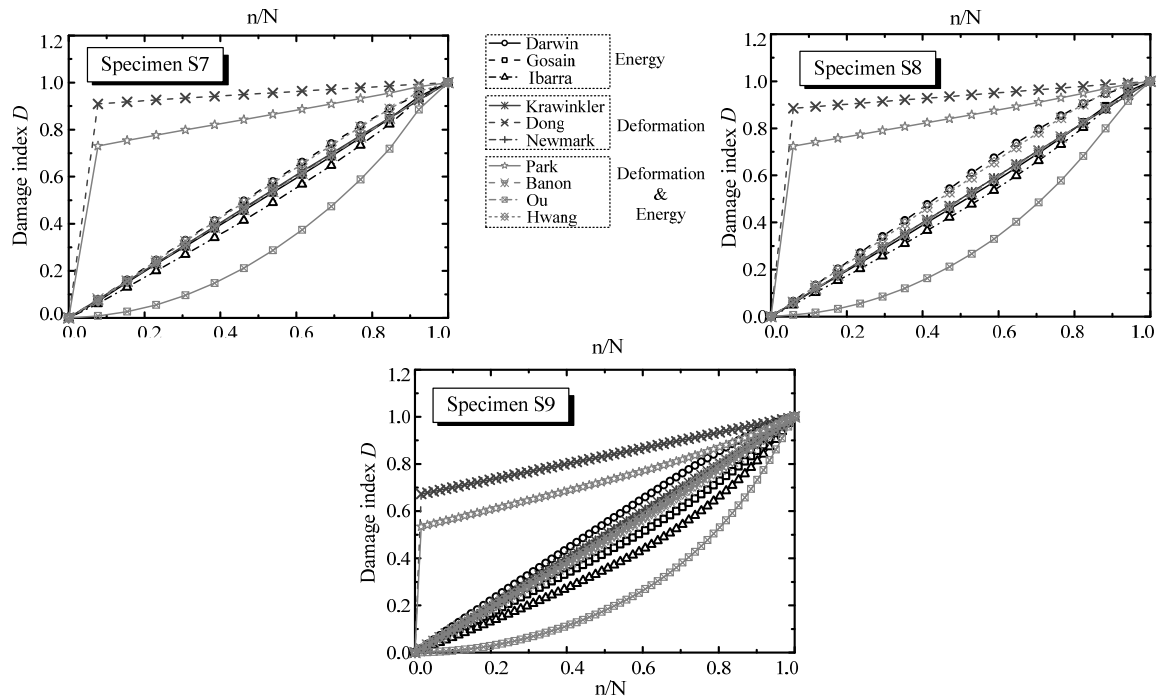 n/N
n/N
1.2
1.0
0.8
0.6
0.4
0.2
0.0
Damage index D
Specimen S7
0.0
0.2
0.4
0.6
0.8
1.0
Darwin
Gosain
Ibarra
Energy
Krawinkler
Dong
Newmark
Deformation
Park
Banon
Ou
Hwang
Deformation
&
Energy
1.2
1.0
0.8
0.6
0.4
0.2
0.0
Damage index D
Specimen S8
0.0
0.2
0.4
0.6
0.8
1.0
n/N
1.2
1.0
0.8
0.6
0.4
0.2
0.0
Damage index D
Specimen S9
0.0
0.2
0.4
0.6
0.8
1.0
n/N